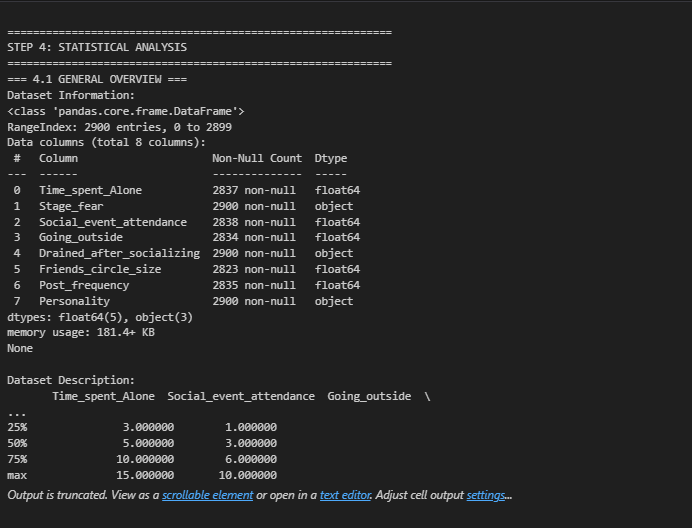 ============================================================
STEP 4: STATISTICAL ANALYSIS
============================================================
=== 4.1 GENERAL OVERVIEW ===
Dataset Information:
<class 'pandas.core.frame.DataFrame'>
RangeIndex: 2900 entries, 0 to 2899
Data columns (total 8 columns):
 #   Column                     Non-Null Count  Dtype
---  ------                     --------------  -----
 0   Time_spent_Alone           2837 non-null   float64
 1   Stage_fear                 2900 non-null   object
 2   Social_event_attendance    2838 non-null   float64
 3   Going_outside              2834 non-null   float64
 4   Drained_after_socializing  2900 non-null   object
 5   Friends_circle_size        2823 non-null   float64
 6   Post_frequency             2835 non-null   float64
 7   Personality                2900 non-null   object
dtypes: float64(5), object(3)
memory usage: 181.4+ KB
None
Dataset Description:
       Time_spent_Alone  Social_event_attendance  Going_outside  \
...
25%            3.000000        1.000000
50%            5.000000        3.000000
75%           10.000000        6.000000
max           15.000000       10.000000
Output is truncated. View as a scrollable element or open in a text editor. Adjust cell output settings...